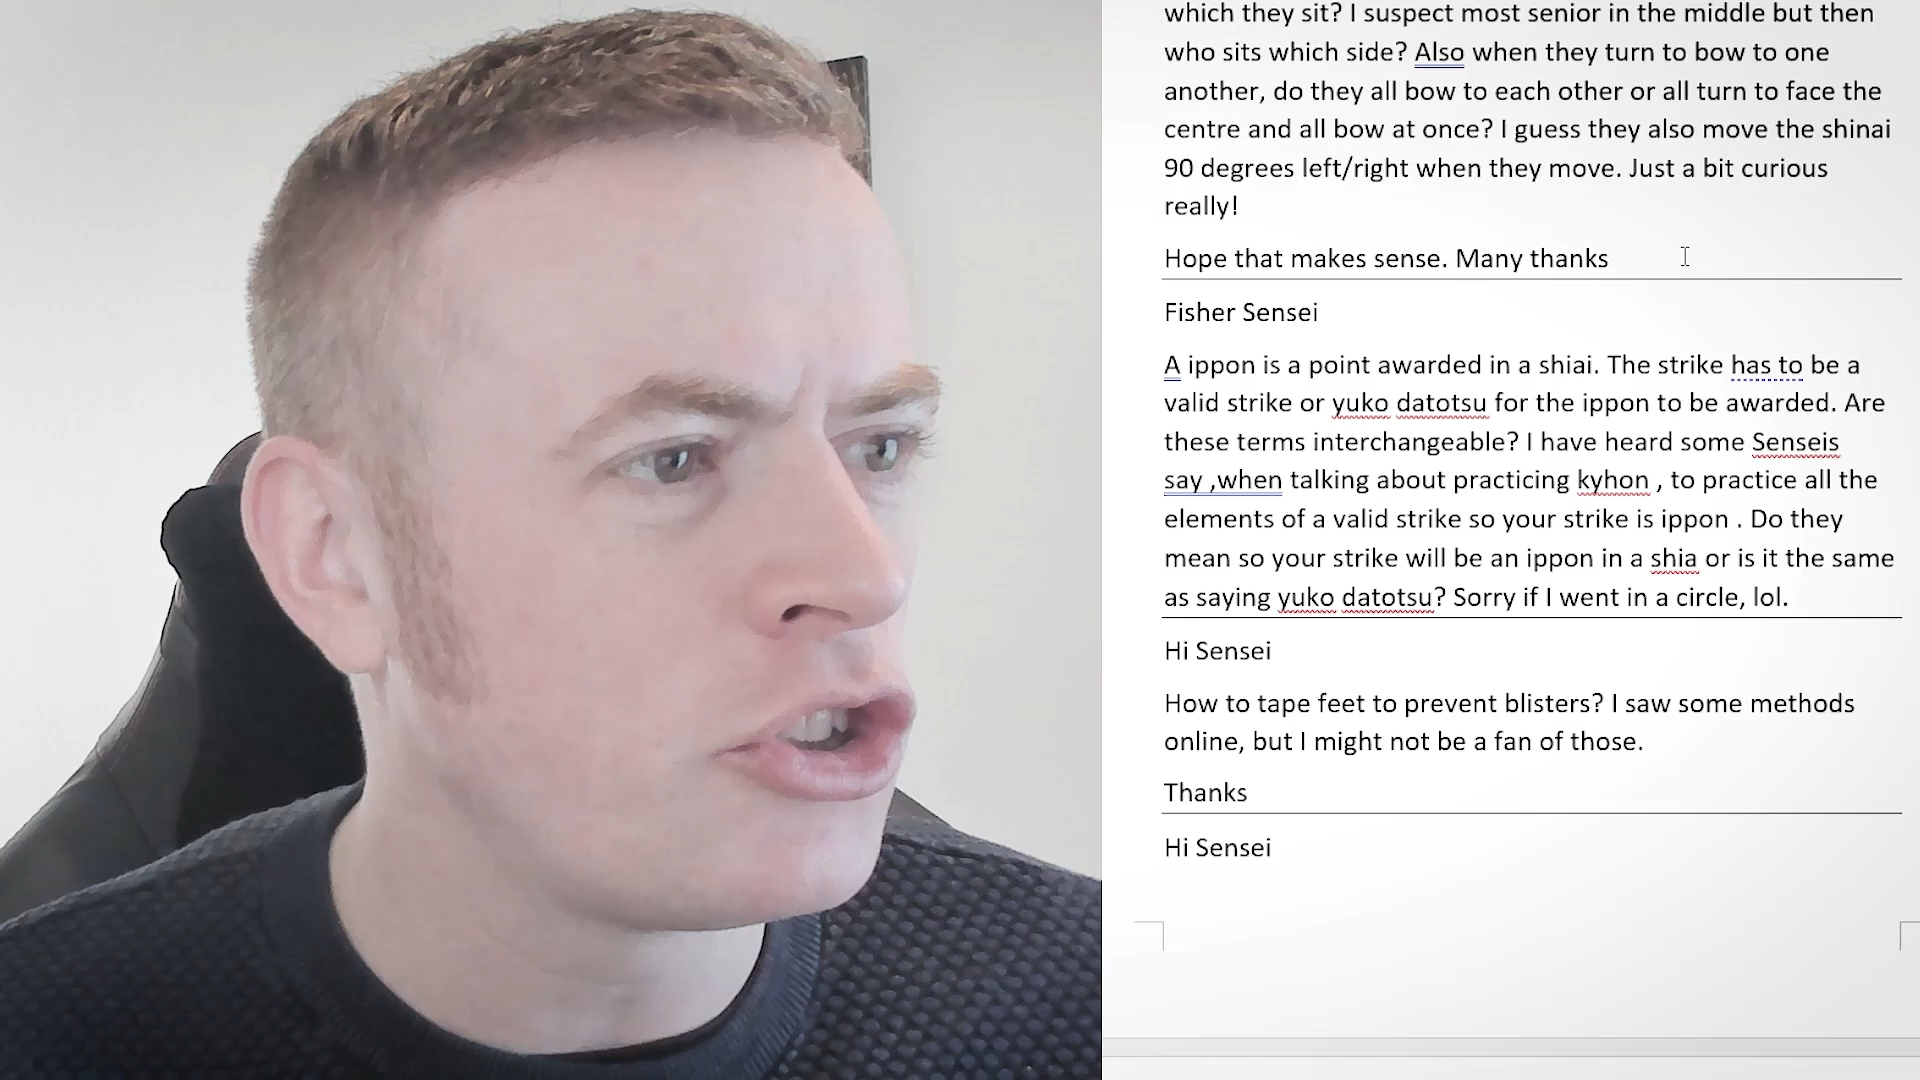 which they sit? I suspect most senior in the middle but then
who sits which side? Also when they turn to bow to one
another, do they all bow to each other or all turn to face the
centre and all bow at once? I guess they also move the shinai
90 degrees left/right when they move. Just a bit curious
really!
Hope that makes sense. Many thanks
Fisher Sensei
A ippon is a point awarded in a shiai. The strike has to be a
valid strike or yuko datotsu for the ippon to be awarded. Are
these terms interchangeable? I have heard some Senseis
say ,when talking about practicing kyhon , to practice all the
elements of a valid strike so your strike is ippon . Do they
mean so your strike will be an ippon in a shia or is it the same
as saying yuko datotsu? Sorry if I went in a circle, lol.
Hi Sensei
How to tape feet to prevent blisters? I saw some methods
online, but I might not be a fan of those.
Thanks
Hi Sensei